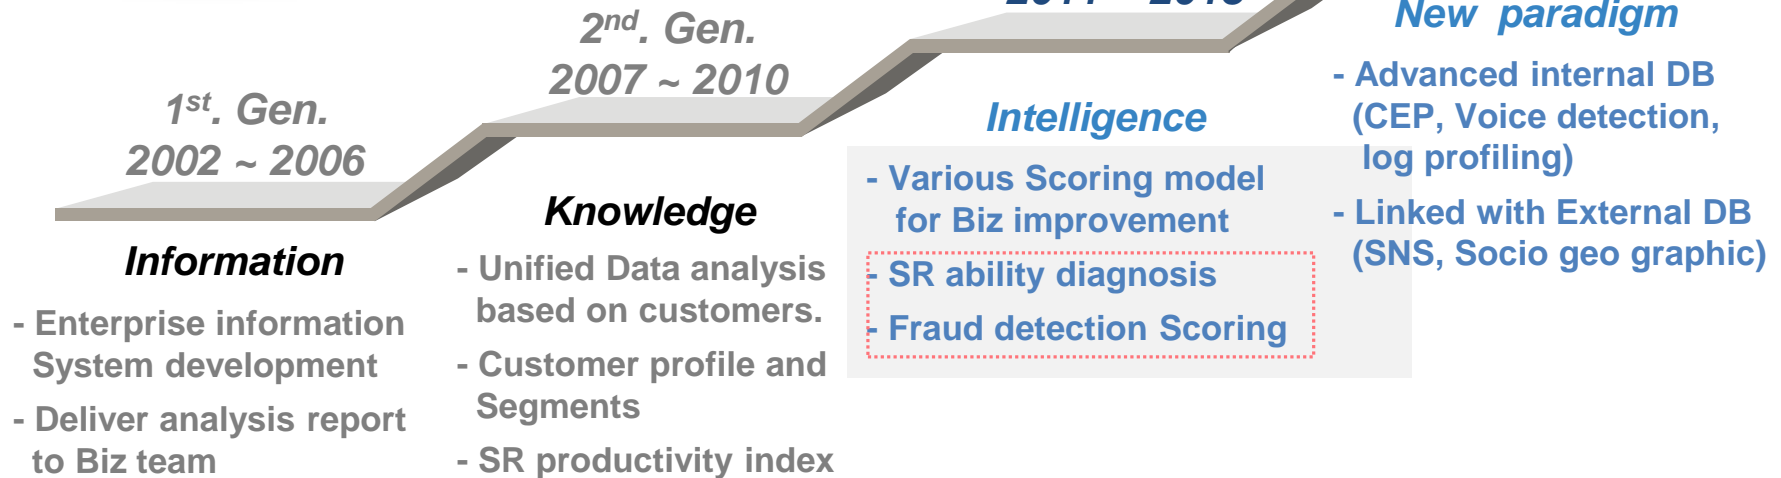 1st. Gen.
2002 ~ 2006
Information
- Enterprise information
System development
- Deliver analysis report
to Biz team
2nd. Gen.
2007 ~ 2010
Knowledge
- Unified Data analysis
based on customers.
- Customer profile and
Segments
- SR productivity index
Intelligence
- Various Scoring model
for Biz improvement
- SR ability diagnosis
- Fraud detection Scoring
New paradigm
- Advanced internal DB
(CEP, Voice detection,
log profiling)
- Linked with External DB
(SNS, Socio geo graphic)